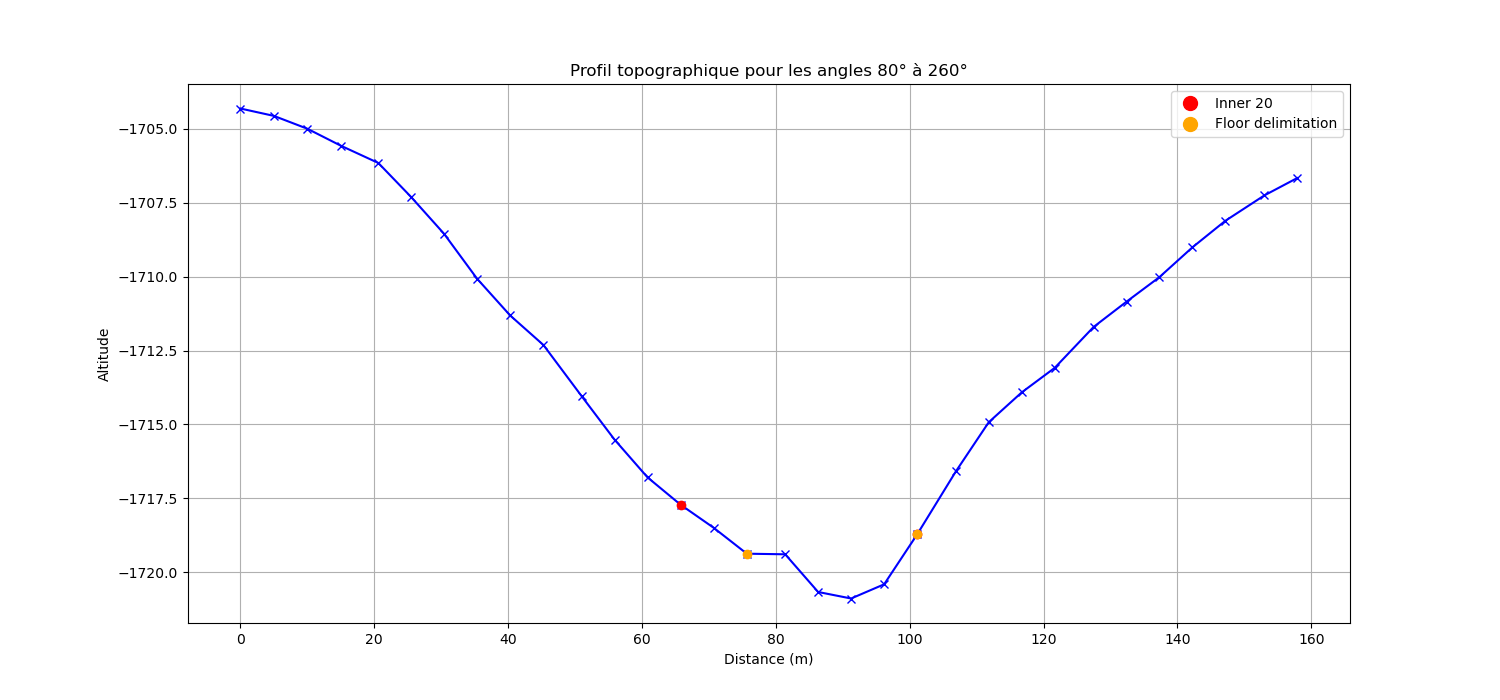 Profil topographique pour les angles 80° à 260°
Inner 20
Floor delimitation
−1705.0
−1707.5
−1710.0
−1712.5
−1715.0
−1717.5
−1720.0
Altitude
0 20 40 60 80 100 120 140 160
Distance (m)